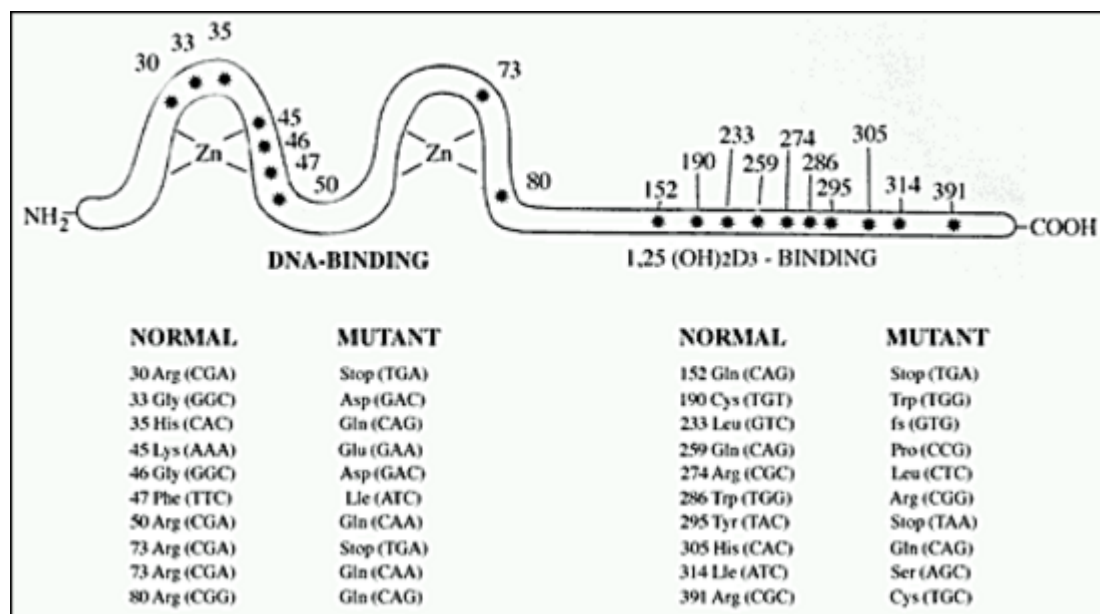 30 33 35
45
46
47
50
Zn
73
Zn
80
152 190 233 259 274 286 295 305 314 391
NH2
COOH
DNA-BINDING
1,25 (OH)2D3 - BINDING
NORMAL MUTANT
30 Arg (CGA) Stop (TGA)
33 Gly (GGC) Asp (GAC)
35 His (CAC) Gln (CAG)
45 Lys (AAA) Glu (GAA)
46 Gly (GGC) Asp (GAC)
47 Phe (TTC) Lle (ATC)
50 Arg (CGA) Gln (CAA)
73 Arg (CGA) Stop (TGA)
73 Arg (CGA) Gln (CAA)
80 Arg (CGG) Gln (CAG)
NORMAL MUTANT
152 Gln (CAG) Stop (TGA)
190 Cys (TGT) Trp (TGG)
233 Leu (GTC) fs (GTG)
259 Gln (CAG) Pro (CCG)
274 Arg (CGC) Leu (CTC)
286 Trp (TGG) Arg (CGG)
295 Tyr (TAC) Stop (TAA)
305 His (CAC) Gln (CAG)
314 Lle (ATC) Ser (AGC)
391 Arg (CGC) Cys (TGC)